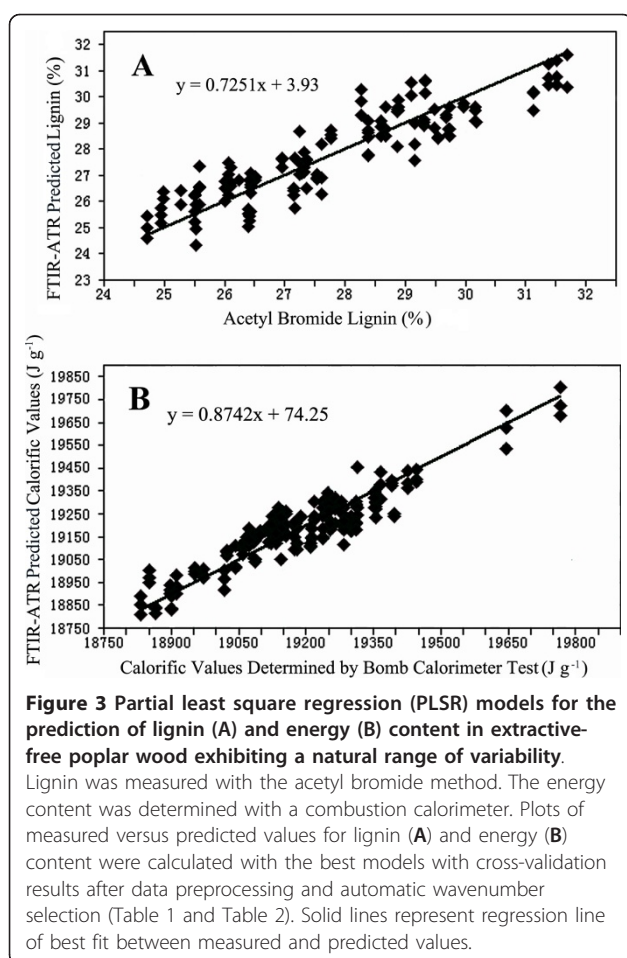 A
y = 0.7251x + 3.93
FTIR-ATR Predicted Lignin (%)
32
31
30
29
28
27
26
25
24
23
24 25 26 27 28 29 30 31 32
Acetyl Bromide Lignin (%)
B
y = 0.8742x + 74.25
FTIR-ATR Predicted Calorific Values (J g-1)
19850
19750
19650
19550
19450
19350
19250
19150
19050
18950
18850
18750
18750 18900 19050 19200 19350 19500 19650 19800
Calorific Values Determined by Bomb Calorimeter Test (J g-1)
Figure 3 Partial least square regression (PLSR) models for the
prediction of lignin (A) and energy (B) content in extractive-
free poplar wood exhibiting a natural range of variability.
Lignin was measured with the acetyl bromide method. The energy
content was determined with a combustion calorimeter. Plots of
measured versus predicted values for lignin (A) and energy (B)
content were calculated with the best models with cross-validation
results after data preprocessing and automatic wavenumber
selection (Table 1 and Table 2). Solid lines represent regression line
of best fit between measured and predicted values.